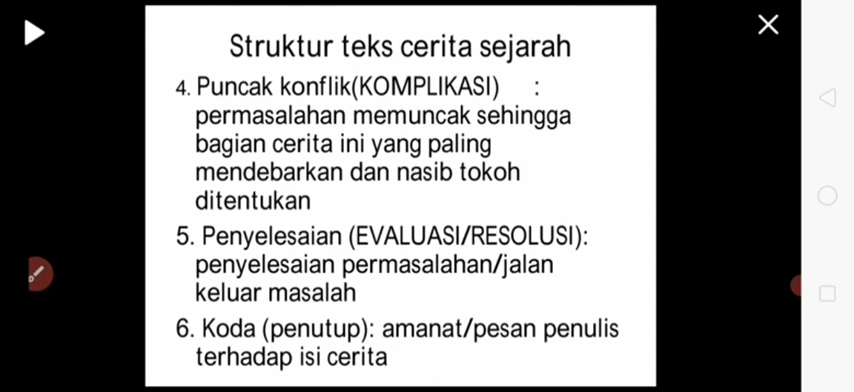 Struktur teks cerita sejarah
4. Puncak konflik(KOMPLIKASI) :
permasalahan memuncak sehingga
bagian cerita ini yang paling
mendebarkan dan nasib tokoh
ditentukan
5. Penyelesaian (EVALUASI/RESOLUSI):
penyelesaian permasalahan/jalan
keluar masalah
6. Koda (penutup): amanat/pesan penulis
terhadap isi cerita